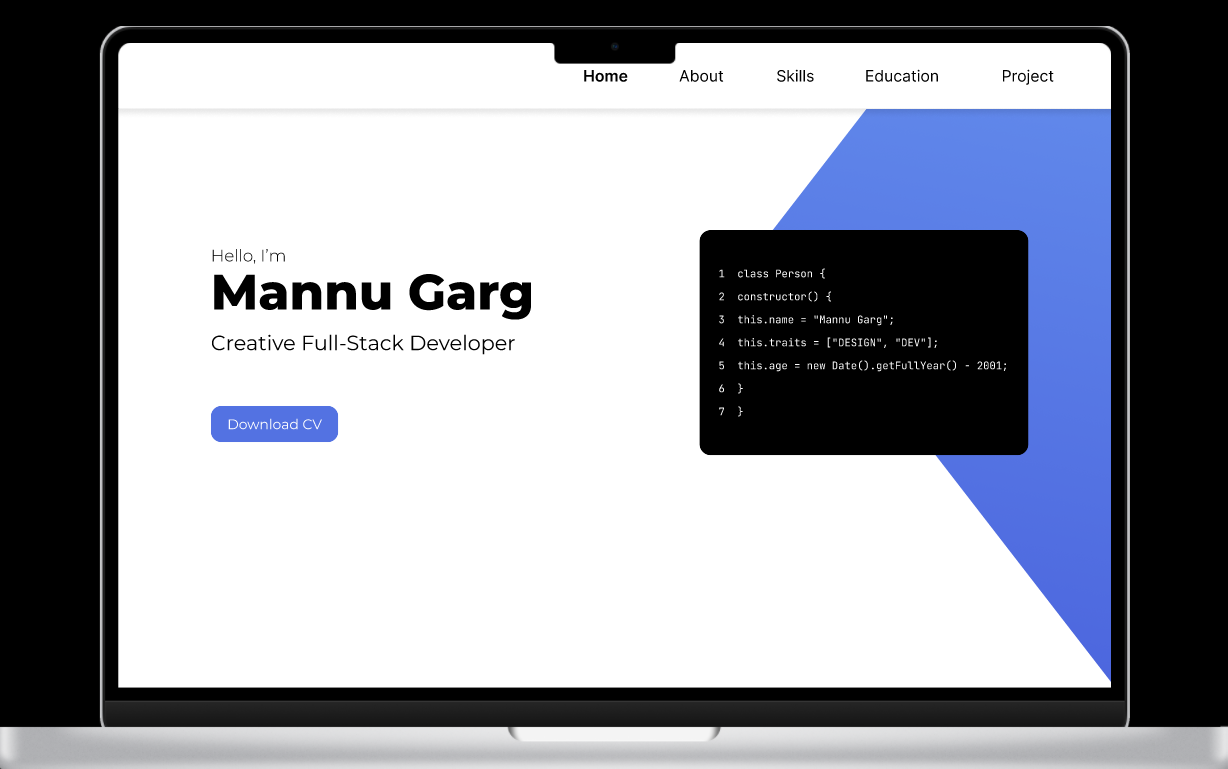 Home About Skills Education Project
Hello, I'm
Mannu Garg
Creative Full-Stack Developer
Download CV
1 class Person {
2 constructor() {
3 this.name = "Mannu Garg";
4 this.traits = ["DESIGN", "DEV"];
5 this.age = new Date().getFullYear() - 2001;
6 }
7 }